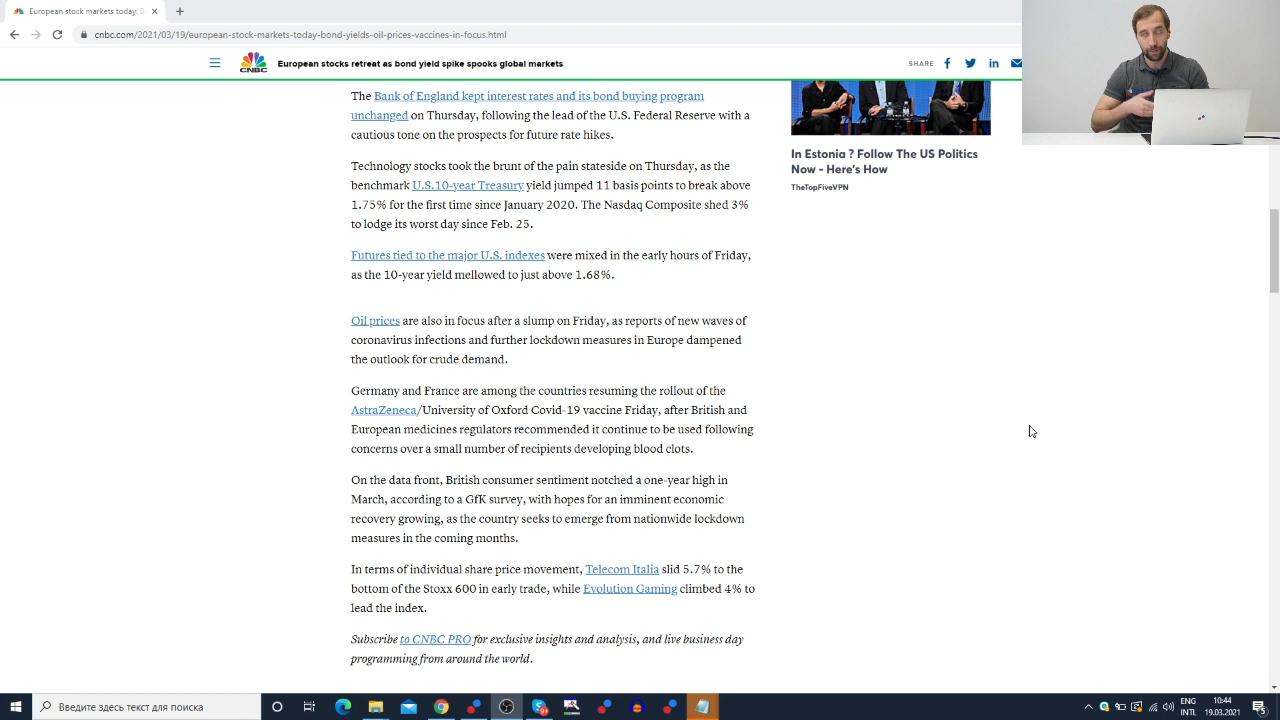 European stock markets today: B
cnbc.com/2021/03/19/european-stock-markets-today-bond-yields-oil-prices-vaccines-in-focus.html
CNBC
European stocks retreat as bond yield spike spooks global markets
SHARE
The Bank of England kept interest rates and its bond buying program
unchanged on Thursday, following the lead of the U.S. Federal Reserve with a
cautious tone on the prospects for future rate hikes.
Technology stocks took the brunt of the pain stateside on Thursday, as the
benchmark U.S.10-year Treasury yield jumped 11 basis points to break above
1.75% for the first time since January 2020. The Nasdaq Composite shed 3%
to lodge its worst day since Feb. 25.
Futures tied to the major U.S. indexes were mixed in the early hours of Friday,
as the 10-year yield mellowed to just above 1.68%.
Oil prices are also in focus after a slump on Friday, as reports of new waves of
coronavirus infections and further lockdown measures in Europe dampened
the outlook for crude demand.
Germany and France are among the countries resuming the rollout of the
AstraZeneca/University of Oxford Covid-19 vaccine Friday, after British and
European medicines regulators recommended it continue to be used following
concerns over a small number of recipients developing blood clots.
On the data front, British consumer sentiment notched a one-year high in
March, according to a GfK survey, with hopes for an imminent economic
recovery growing, as the country seeks to emerge from nationwide lockdown
measures in the coming months.
In terms of individual share price movement, Telecom Italia slid 5.7% to the
bottom of the Stoxx 600 in early trade, while Evolution Gaming climbed 4% to
lead the index.
Subscribe to CNBC PRO for exclusive insights and analysis, and live business day
programming from around the world.
In Estonia ? Follow The US Politics
Now - Here's How
TheTopFiveVPN
Введите здесь текст для поиска
ENG
INTL
10:44
19.03.2021